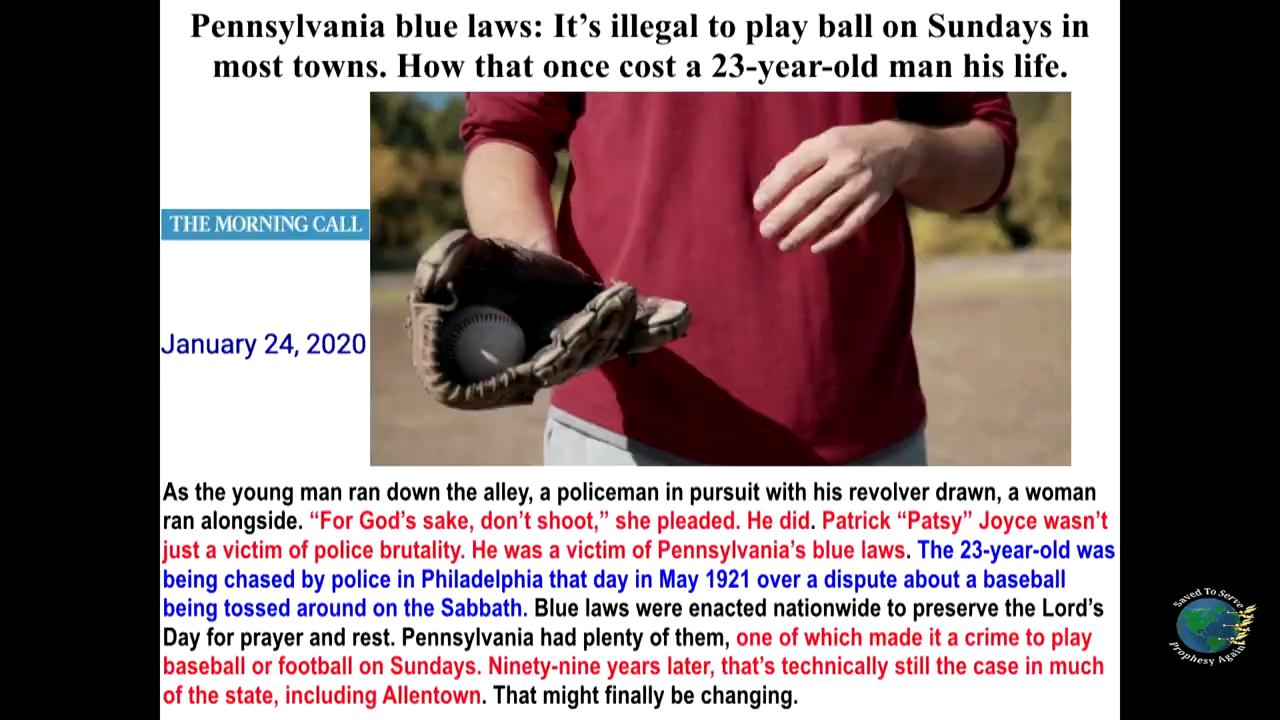 Pennsylvania blue laws: It’s illegal to play ball on Sundays in
most towns. How that once cost a 23-year-old man his life.
THE MORNING CALL
January 24, 2020
As the young man ran down the alley, a policeman in pursuit with his revolver drawn, a woman
ran alongside. “For God’s sake, don’t shoot,” she pleaded. He did. Patrick “Patsy” Joyce wasn’t
just a victim of police brutality. He was a victim of Pennsylvania’s blue laws. The 23-year-old was
being chased by police in Philadelphia that day in May 1921 over a dispute about a baseball
being tossed around on the Sabbath. Blue laws were enacted nationwide to preserve the Lord’s
Day for prayer and rest. Pennsylvania had plenty of them, one of which made it a crime to play
baseball or football on Sundays. Ninety-nine years later, that’s technically still the case in much
of the state, including Allentown. That might finally be changing.
Saved To Serve
Prophesy Again